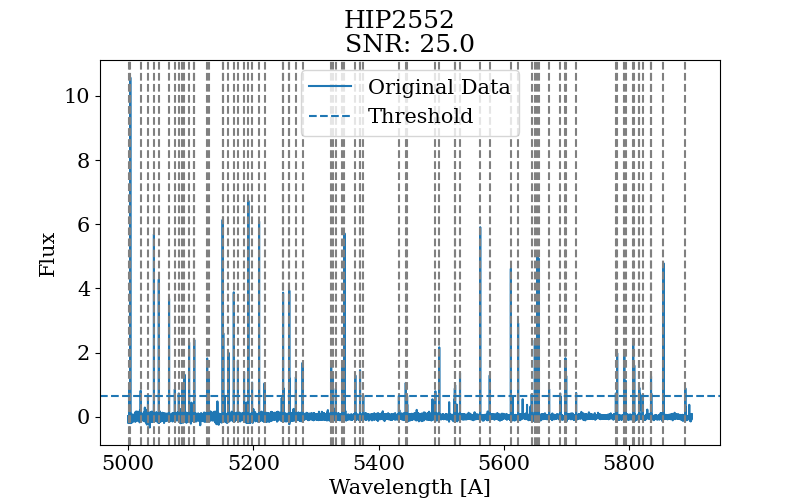 HIP2552
SNR: 25.0
Original Data
Threshold
Flux
10
8
6
4
2
0
5000 5200 5400 5600 5800
Wavelength [A]